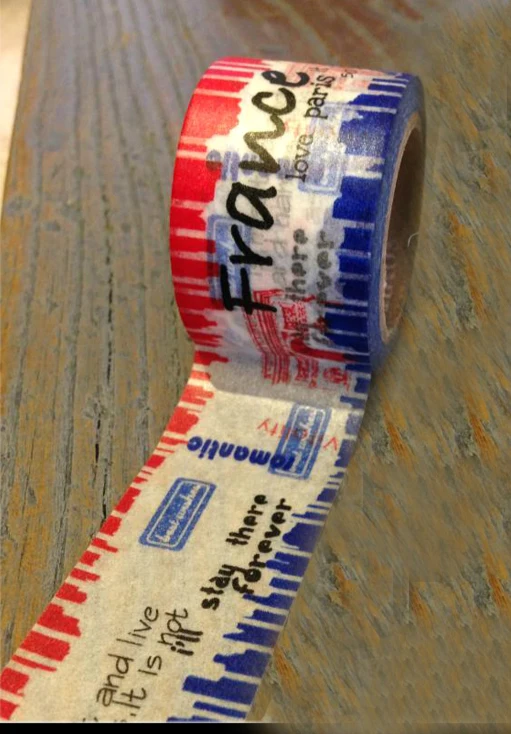 France
love paris
there
forever
romantic
stay there
forever
and live
.It is not